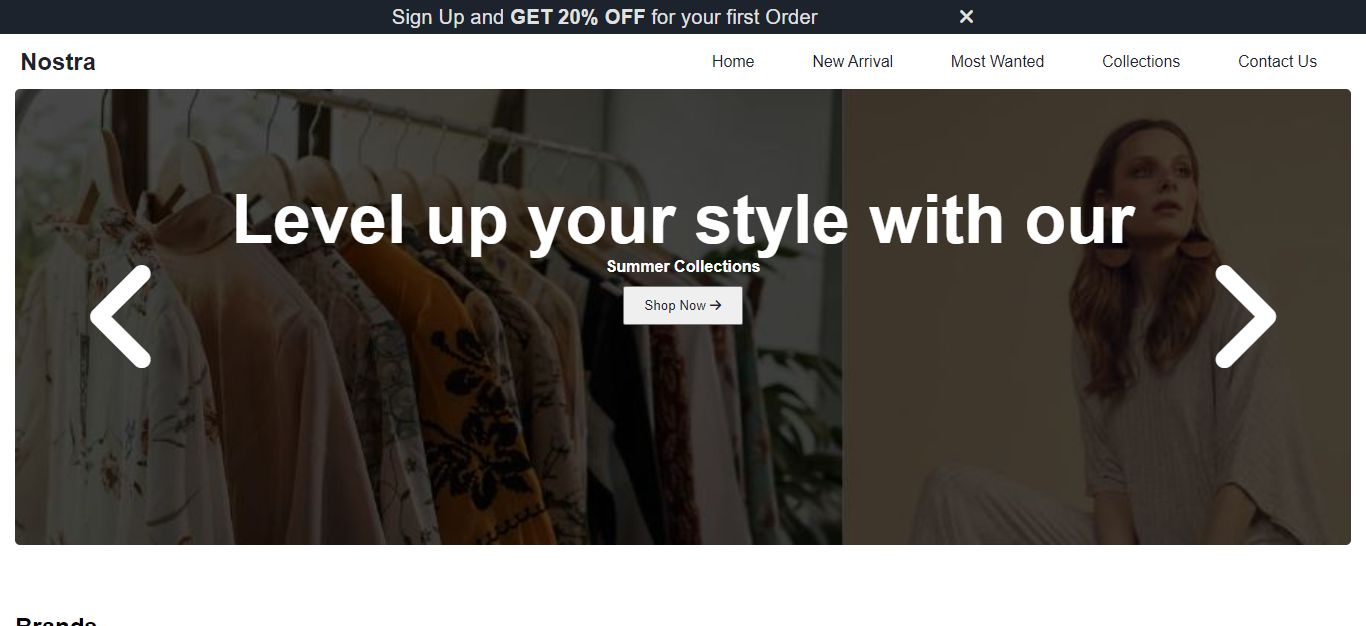 Sign Up and GET 20% OFF for your first Order ✕
Nostra
Home New Arrival Most Wanted Collections Contact Us
Level up your style with our
Summer Collections
Shop Now →
Brands